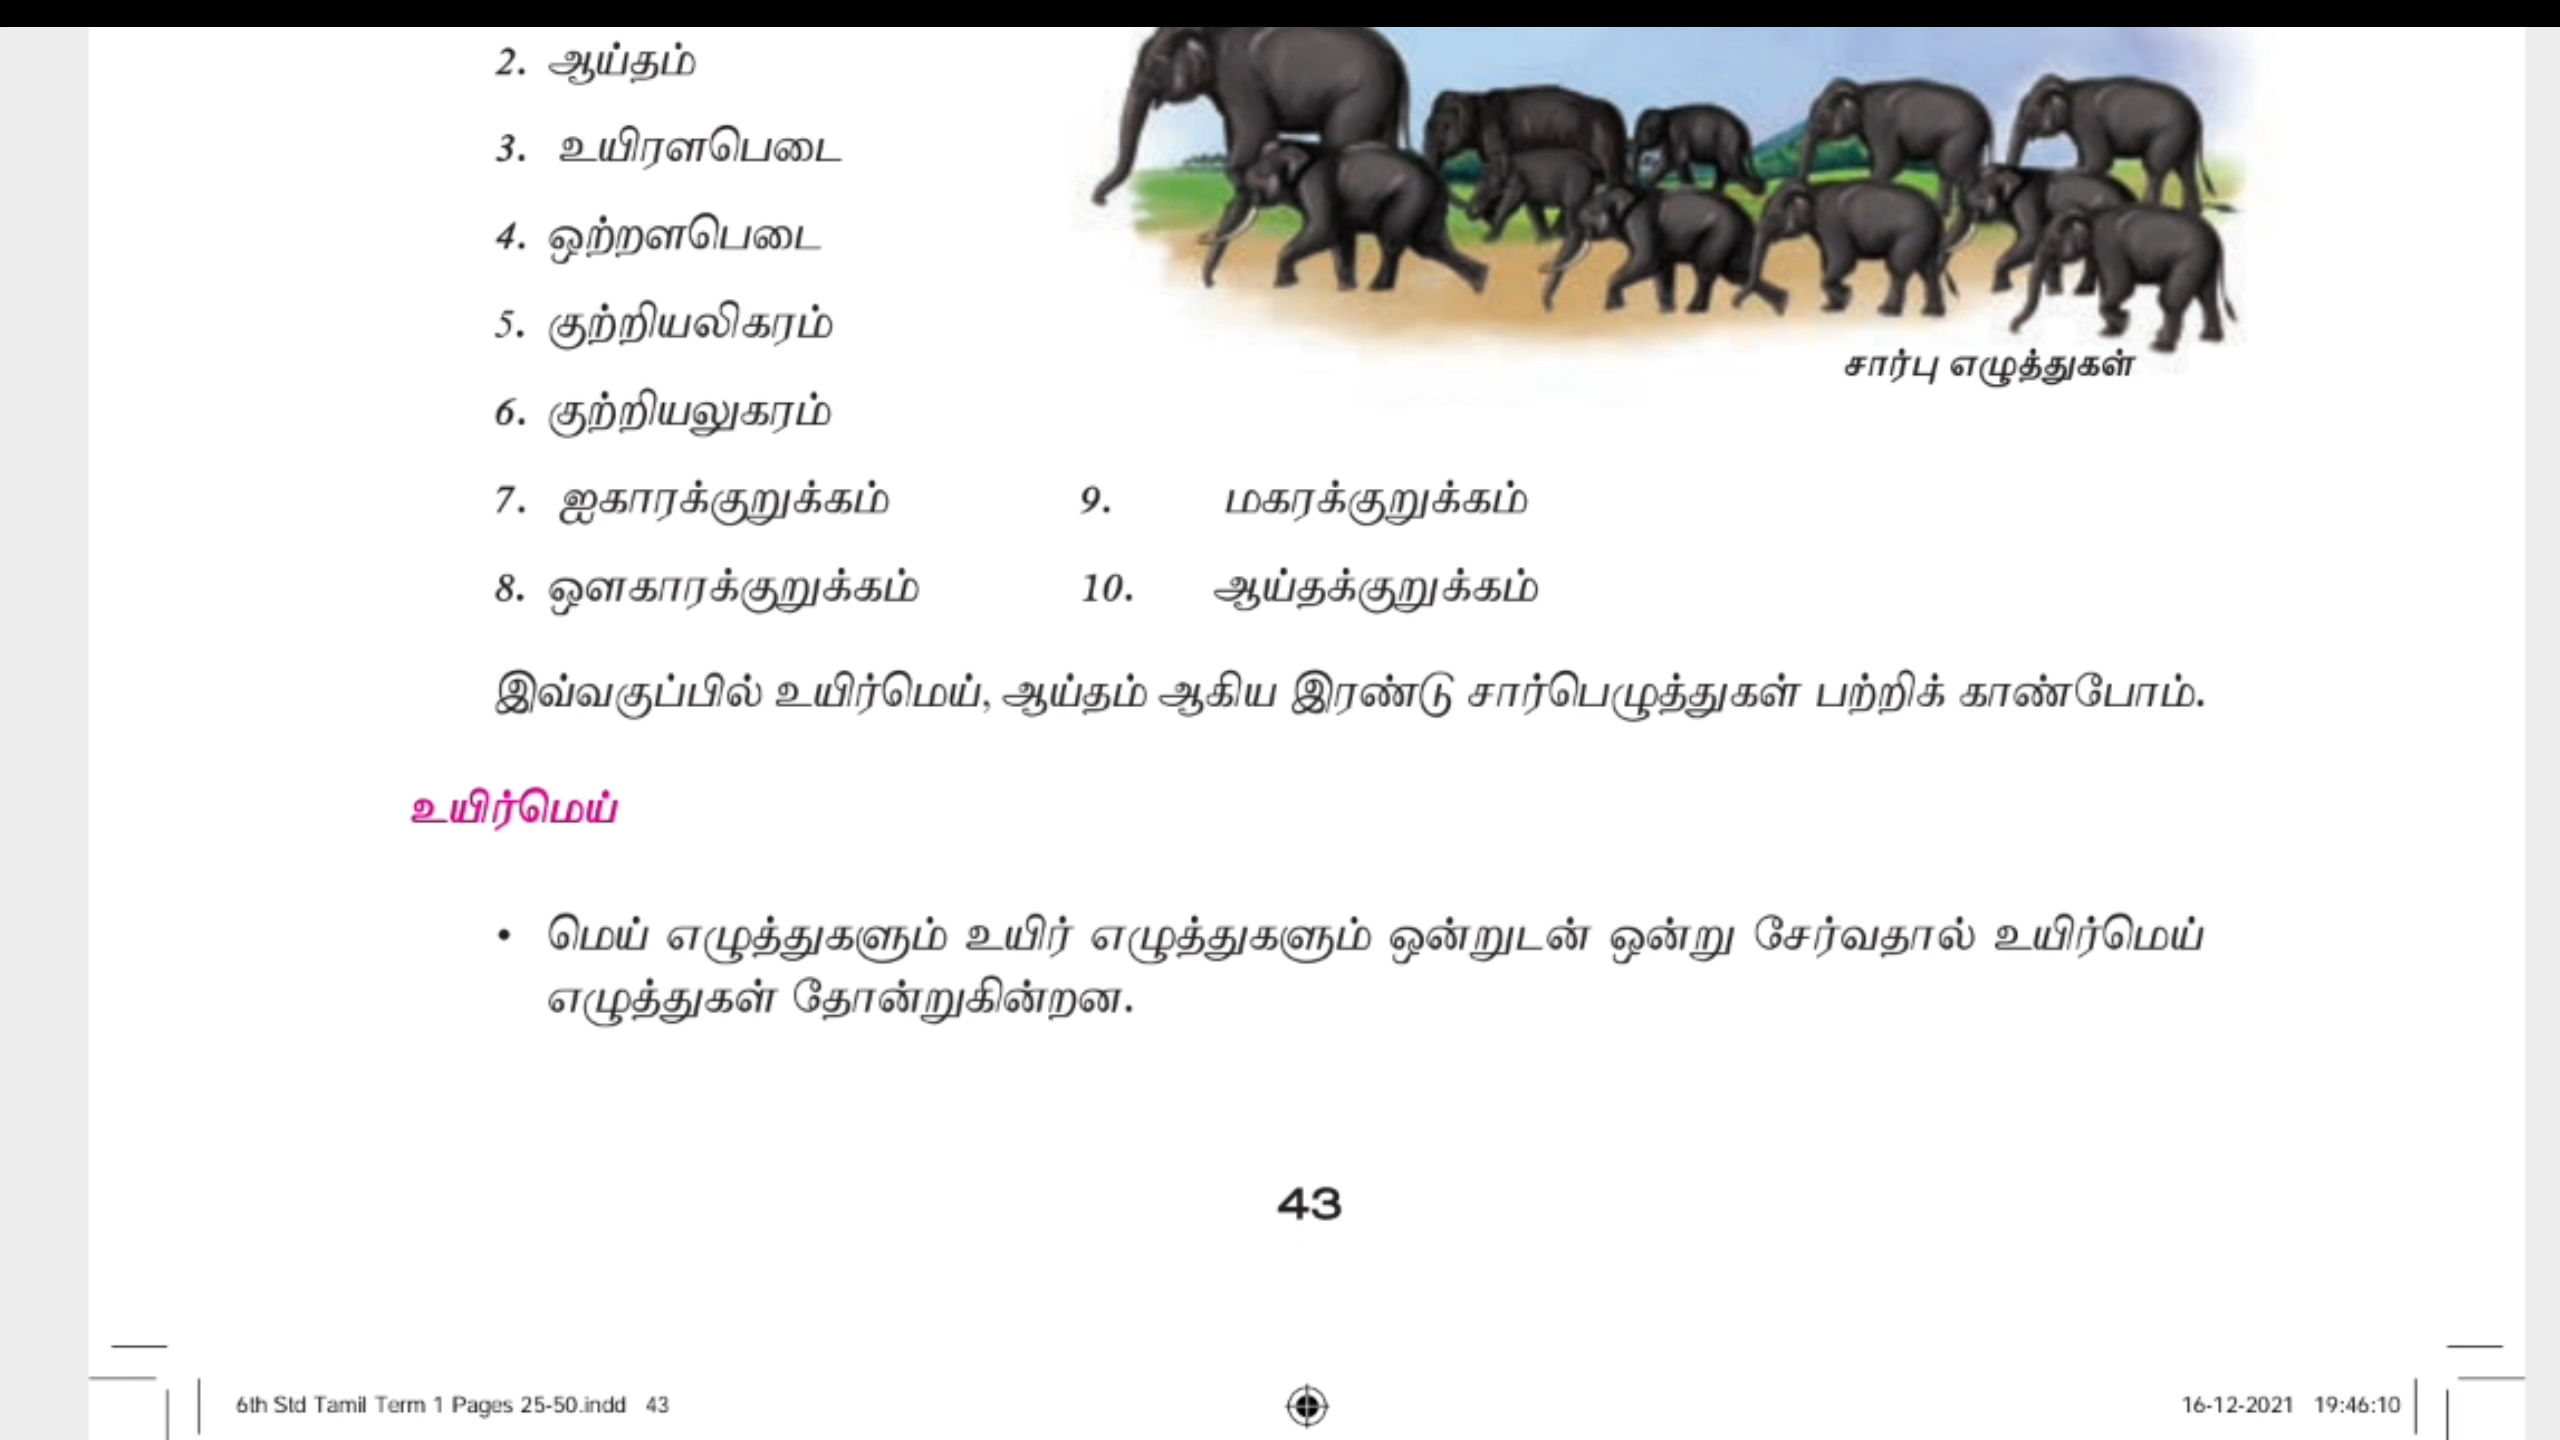 2. ஆய்தம்
3. உயிரளபெடை
4. ஒற்றளபெடை
5. குற்றியலிகரம்
சார்பு எழுத்துகள்
6. குற்றியலுகரம்
7. ஐகாரக்குறுக்கம் 9. மகரக்குறுக்கம்
8. ஔகாரக்குறுக்கம் 10. ஆய்தக்குறுக்கம்
இவ்வகுப்பில் உயிர்மெய், ஆய்தம் ஆகிய இரண்டு சார்பெழுத்துகள் பற்றிக் காண்போம்.
உயிர்மெய்
• மெய் எழுத்துகளும் உயிர் எழுத்துகளும் ஒன்றுடன் ஒன்று சேர்வதால் உயிர்மெய்
எழுத்துகள் தோன்றுகின்றன.
43
6th Std Tamil Term 1 Pages 25-50.indd 43 16-12-2021 19:46:10